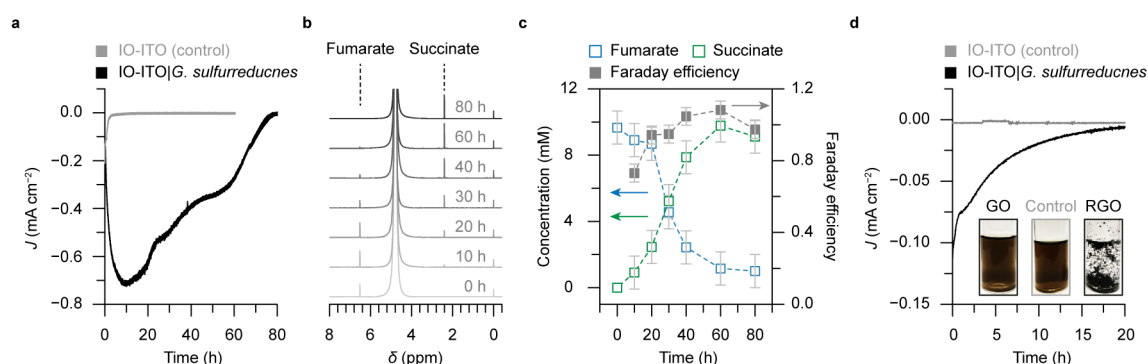 a
IO-ITO (control)
IO-ITO|G. sulfurreducnes
0.0
−0.2
−0.4
−0.6
−0.8
J (mA cm−2)
0 20 40 60 80
Time (h)
b
Fumarate Succinate
80 h
60 h
40 h
30 h
20 h
10 h
0 h
8 6 4 2 0
δ (ppm)
c
Fumarate Succinate
Faraday efficiency
12
8
4
0
Concentration (mM)
1.2
0.9
0.6
0.3
0.0
Faraday efficiency
0 20 40 60 80
Time (h)
d
IO-ITO (control)
IO-ITO|G. sulfurreducnes
0.00
−0.05
−0.10
−0.15
J (mA cm−2)
GO Control RGO
0 5 10 15 20
Time (h)